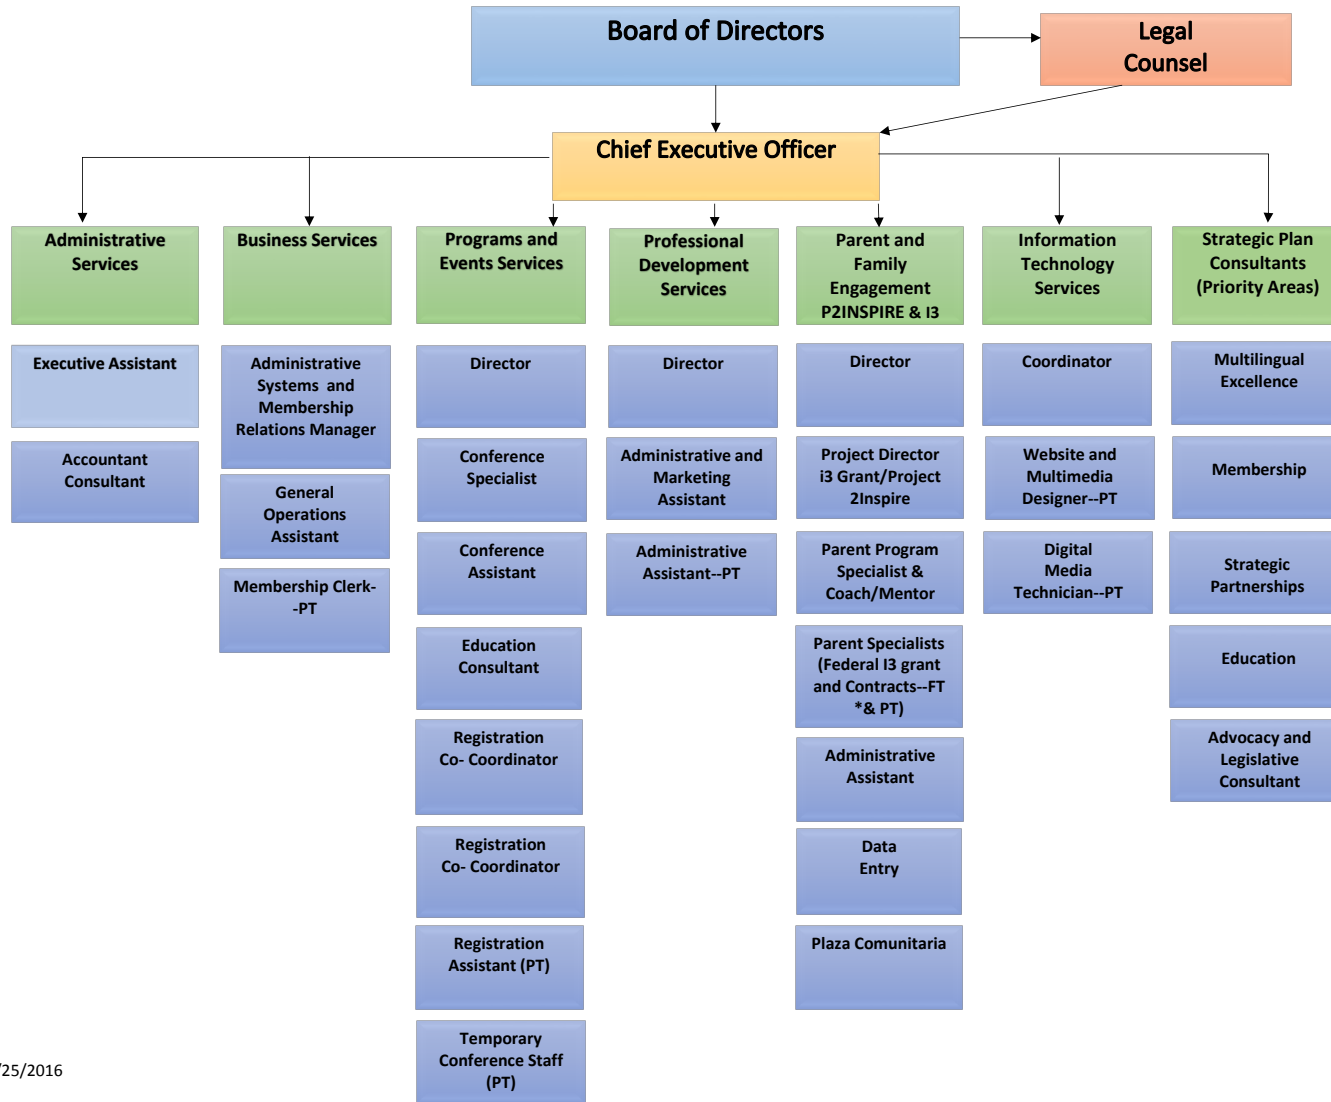 Board of Directors
Legal
Counsel
Chief Executive Officer
Administrative
Services
Business Services
Programs and
Events Services
Professional
Development
Services
Parent and
Family
Engagement
P2INSPIRE & I3
Information
Technology
Services
Strategic Plan
Consultants
(Priority Areas)
Executive Assistant
Accountant
Consultant
Administrative
Systems and
Membership
Relations Manager
General
Operations
Assistant
Membership Clerk-
-PT
Director
Conference
Specialist
Conference
Assistant
Education
Consultant
Registration
Co- Coordinator
Registration
Co- Coordinator
Registration
Assistant (PT)
Temporary
Conference Staff
(PT)
Director
Administrative and
Marketing
Assistant
Administrative
Assistant--PT
Director
Project Director
i3 Grant/Project
2Inspire
Parent Program
Specialist &
Coach/Mentor
Parent Specialists
(Federal I3 grant
and Contracts--FT
*& PT)
Administrative
Assistant
Data
Entry
Plaza Comunitaria
Coordinator
Website and
Multimedia
Designer--PT
Digital
Media
Technician--PT
Multilingual
Excellence
Membership
Strategic
Partnerships
Education
Advocacy and
Legislative
Consultant
/25/2016